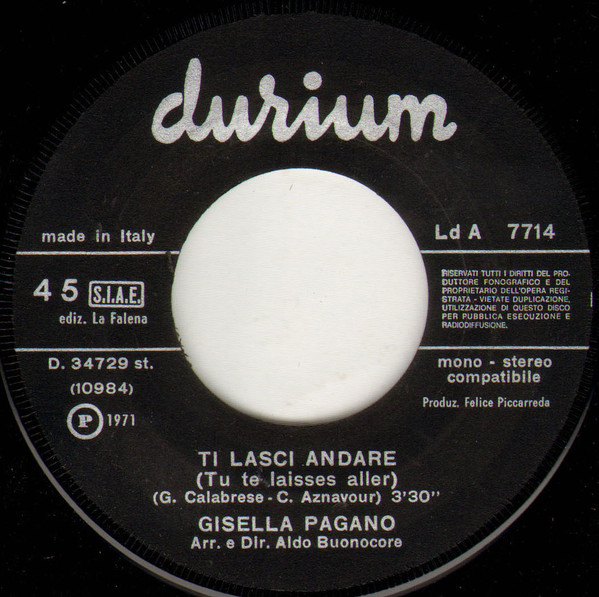 durium
made in Italy
Ld A 7714
45 S.I.A.E.
ediz. La Falena
RISERVATI TUTTI I DIRITTI DEL PRO-
DUTTORE FONOGRAFICO E DEL
PROPRIETARIO DELL'OPERA REGI-
STRATA - VIETATE DUPLICAZIONE,
UTILIZZAZIONE DI QUESTO DISCO
PER PUBBLICA ESECUZIONE E
RADIODIFFUSIONE.
D. 34729 st.
(10984)
P 1971
mono - stereo
compatibile
Produz. Felice Piccarreda
TI LASCI ANDARE
(Tu te laisses aller)
(G. Calabrese - C. Aznavour) 3'30"
GISELLA PAGANO
Arr. e Dir. Aldo Buonocore